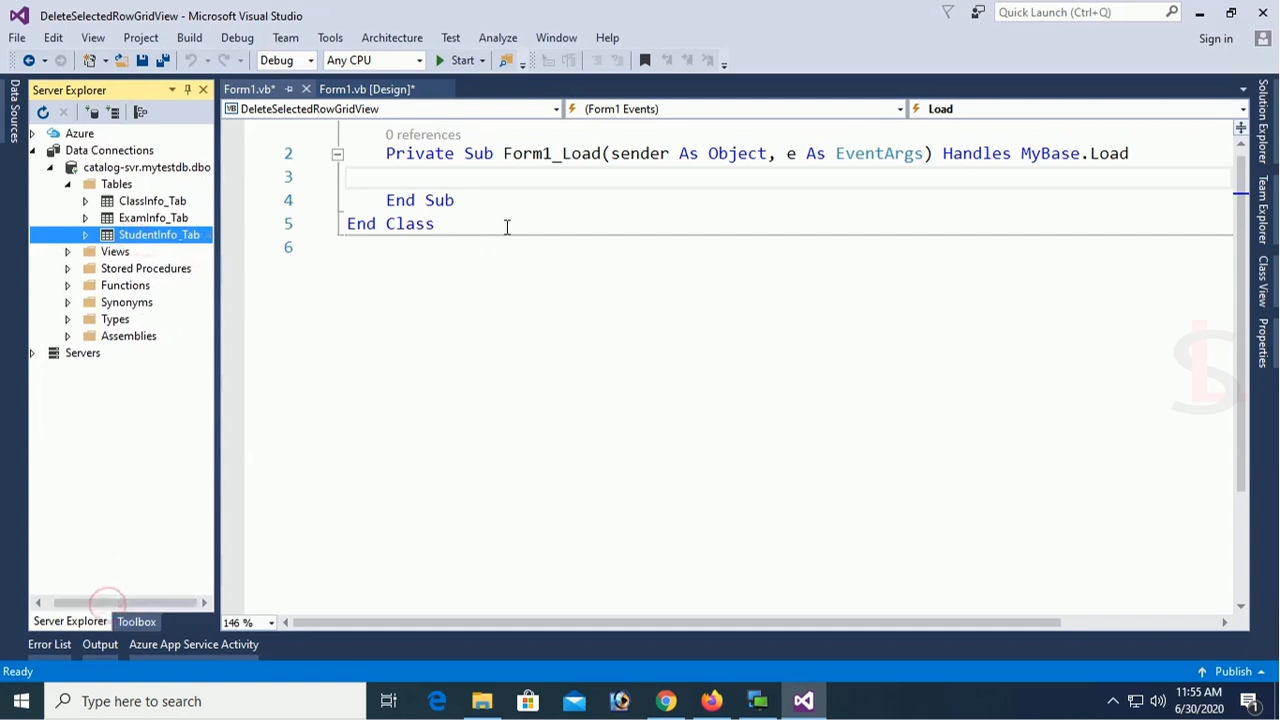 DeleteSelectedRowGridView - Microsoft Visual Studio
Quick Launch (Ctrl+Q)
File Edit View Project Build Debug Team Tools Architecture Test Analyze Window Help
Sign in
Debug Any CPU Start
Data Sources
Server Explorer
Form1.vb* Form1.vb [Design]*
DeleteSelectedRowGridView (Form1 Events) Load
Azure
Data Connections
catalog-svr.mytestdb.dbo
Tables
ClassInfo_Tab
ExamInfo_Tab
StudentInfo_Tab
Views
Stored Procedures
Functions
Synonyms
Types
Assemblies
Servers
0 references
2 Private Sub Form1_Load(sender As Object, e As EventArgs) Handles MyBase.Load
3
4 End Sub
5 End Class
6
Solution Explorer
Team Explorer
Class View
Properties
LS
146 %
Server Explorer Toolbox
Error List Output Azure App Service Activity
Ready
Publish
Type here to search
11:55 AM
6/30/2020
1